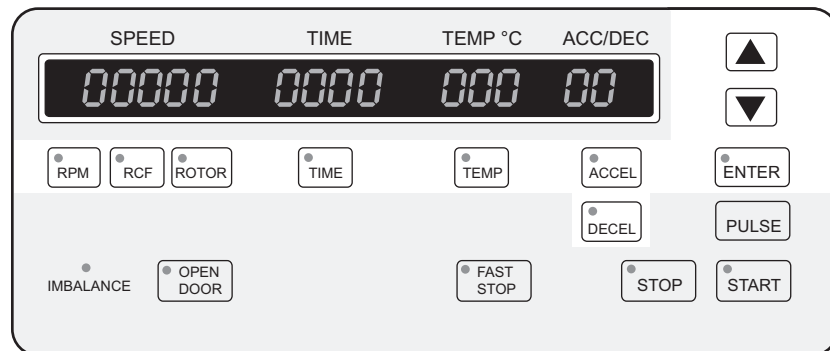 SPEED TIME TEMP °C ACC/DEC
00000 0000 000 00
RPM RCF ROTOR TIME TEMP ACCEL ENTER
DECEL PULSE
IMBALANCE OPEN DOOR FAST STOP STOP START